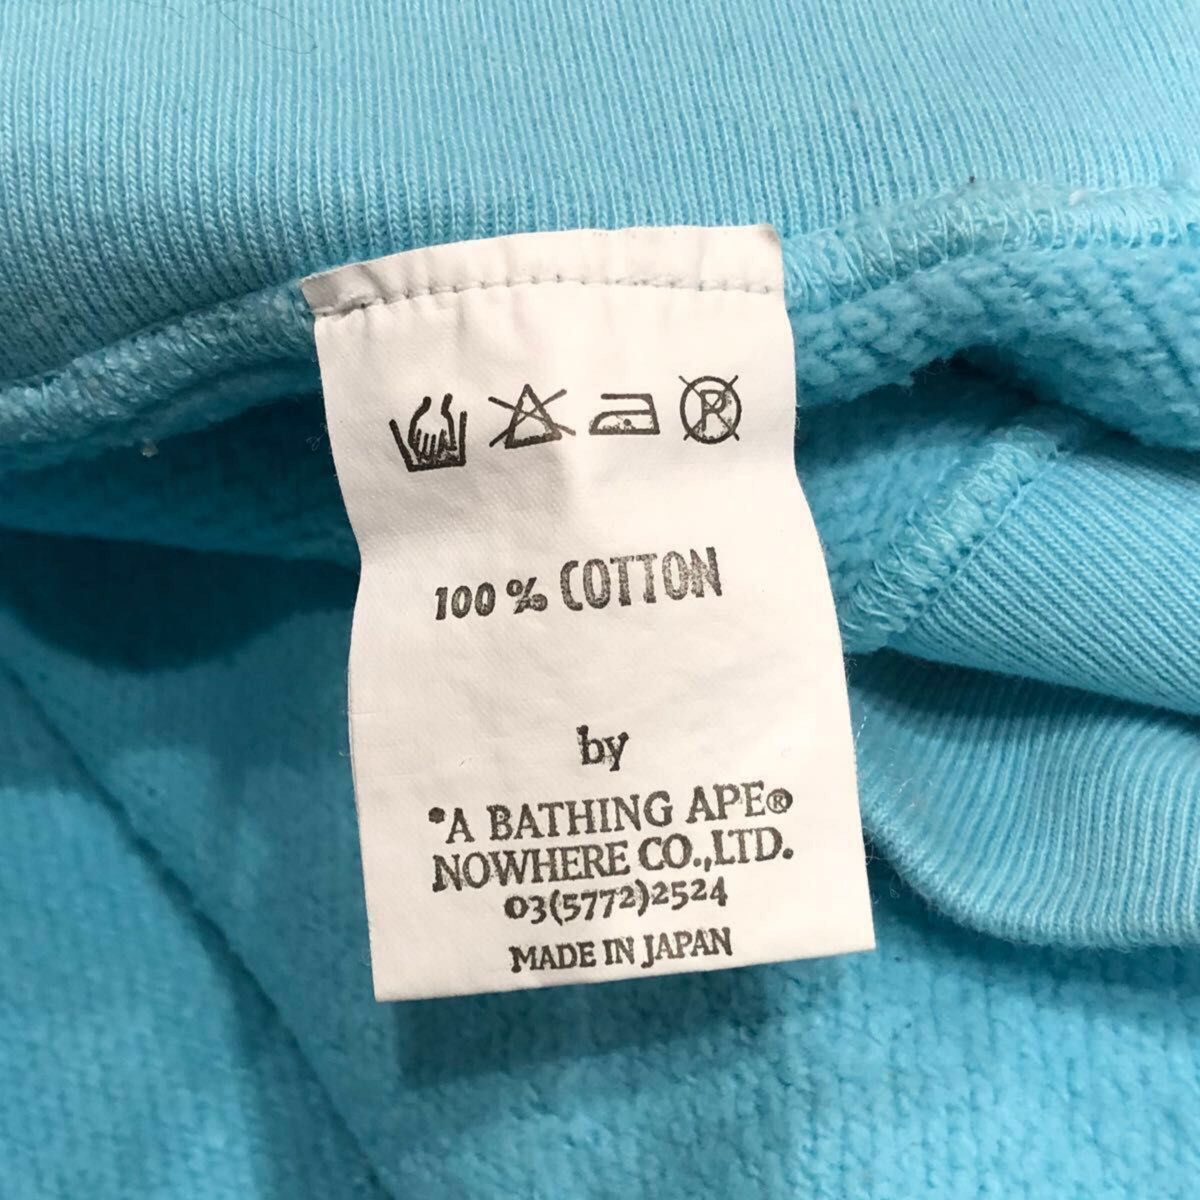 P
100 % COTTON
by
*A BATHING APE®
NOWHERE CO.,LTD.
03(5772)2524
MADE IN JAPAN